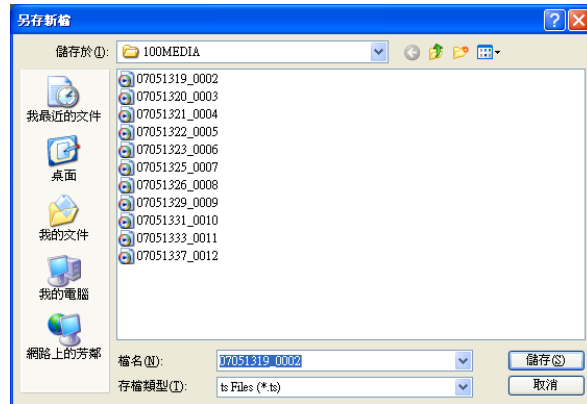 另存新檔
儲存於(I):
100MEDIA
我最近的文件
桌面
我的文件
我的電腦
網路上的芳鄰
07051319_0002
07051320_0003
07051321_0004
07051322_0005
07051323_0006
07051325_0007
07051326_0008
07051329_0009
07051331_0010
07051333_0011
07051337_0012
檔名(N):
07051319_0002
儲存(S)
存檔類型(T):
ts Files (*.ts)
取消